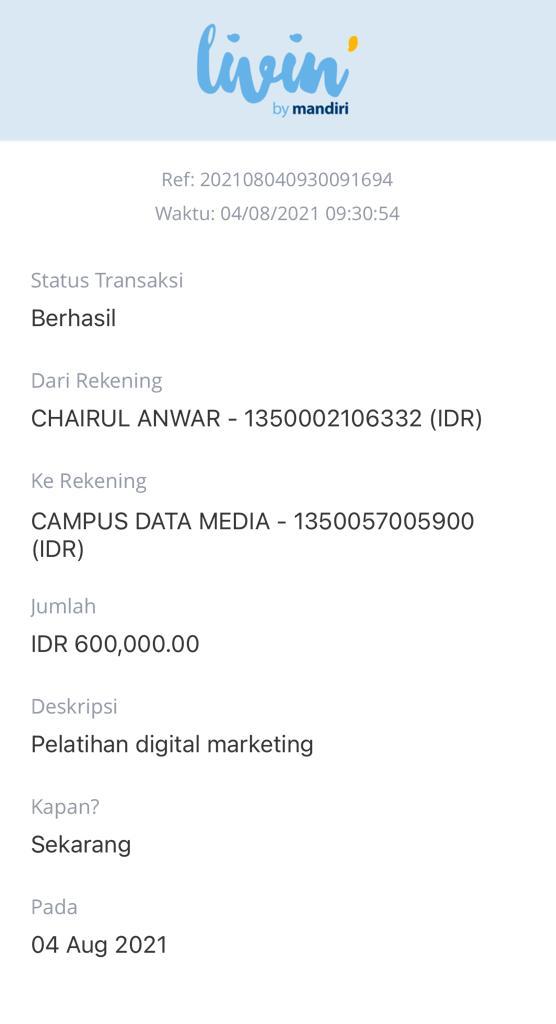 livin'
by mandiri
Ref: 202108040930091694
Waktu: 04/08/2021 09:30:54
Status Transaksi
Berhasil
Dari Rekening
CHAIRUL ANWAR - 1350002106332 (IDR)
Ke Rekening
CAMPUS DATA MEDIA - 1350057005900
(IDR)
Jumlah
IDR 600,000.00
Deskripsi
Pelatihan digital marketing
Kapan?
Sekarang
Pada
04 Aug 2021